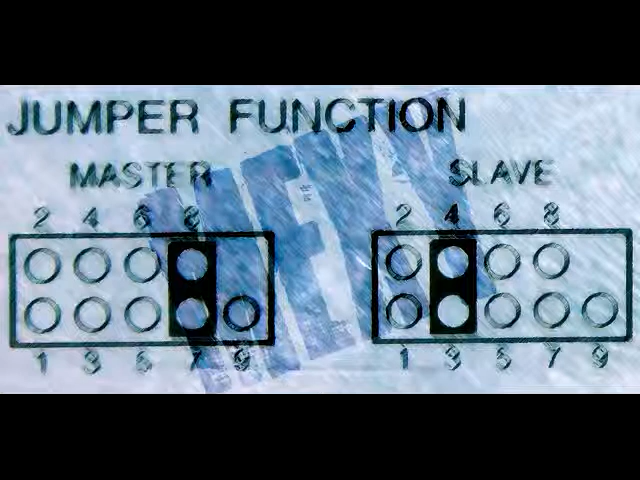 JUMPER FUNCTION
MASTER SLAVE
2 4 6 8 2 4 6 8
1 3 5 7 9 1 3 5 7 9